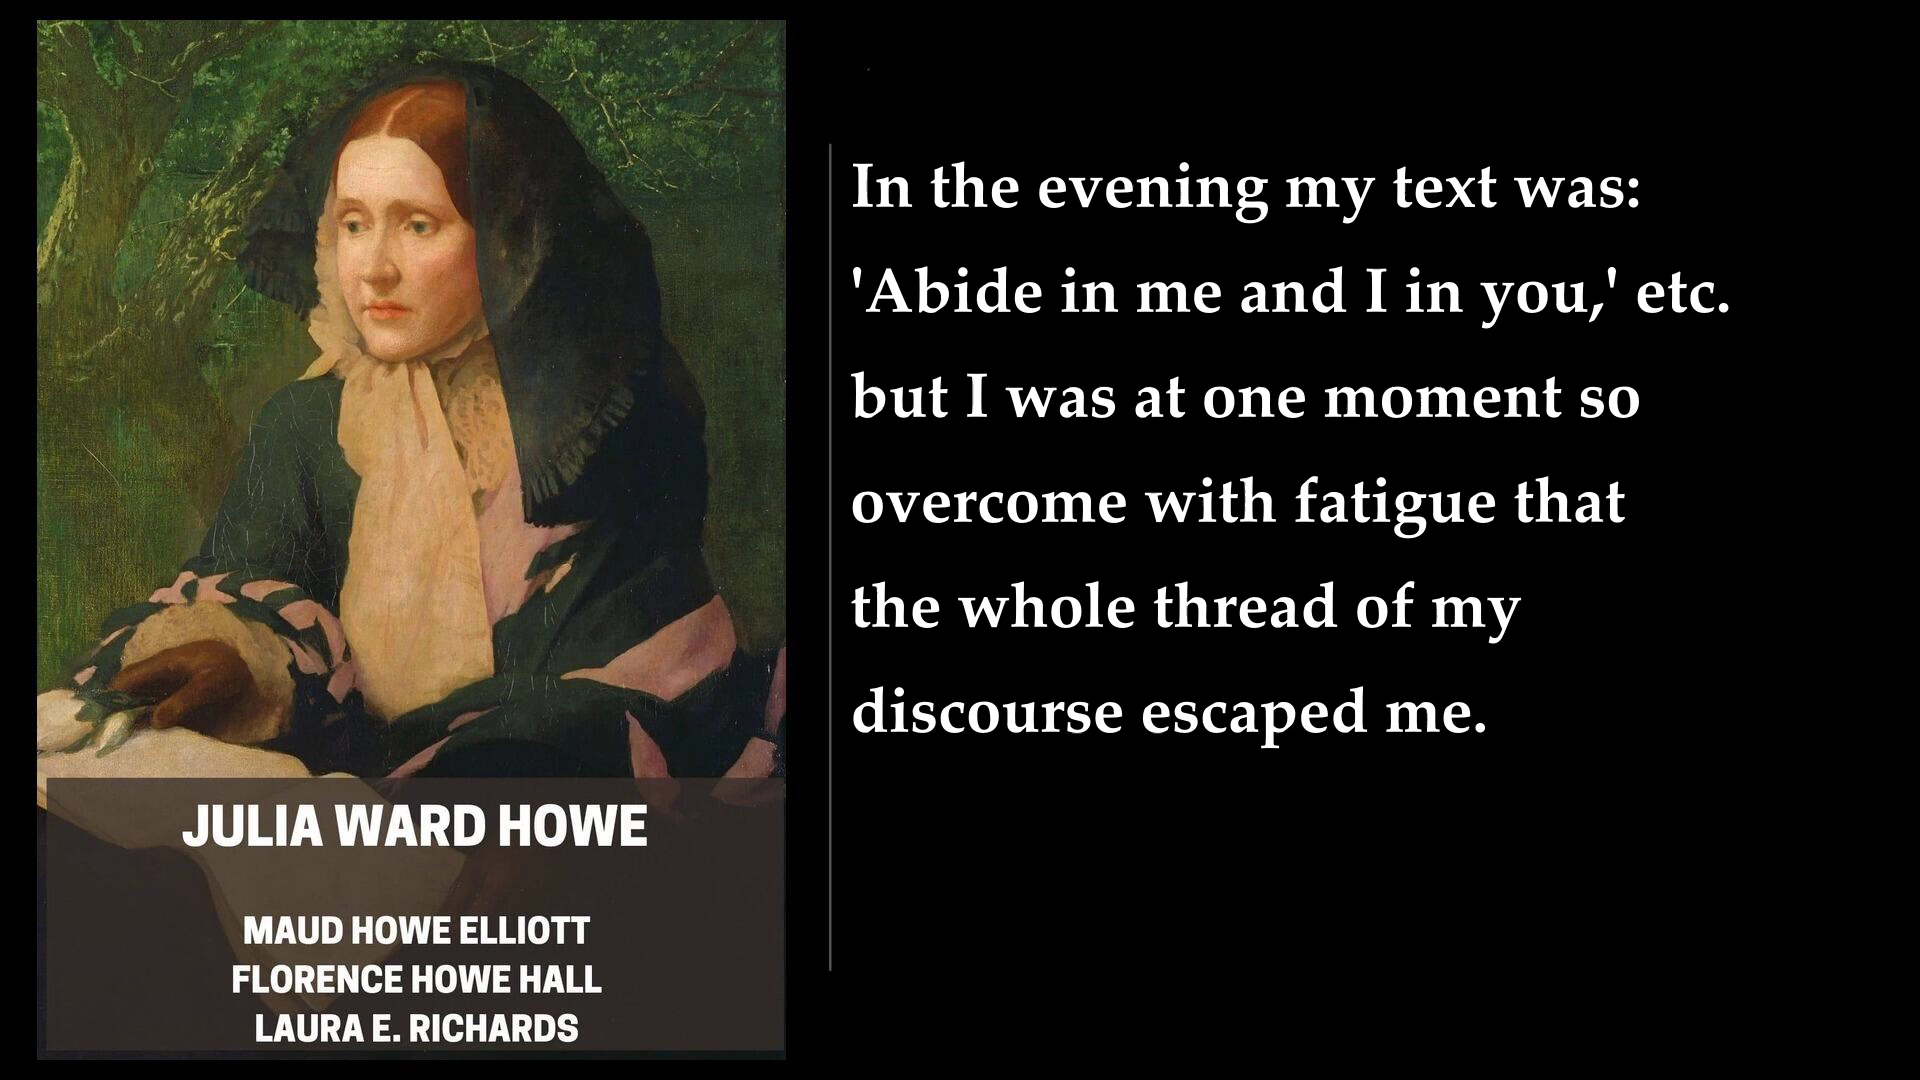 JULIA WARD HOWE
MAUD HOWE ELLIOTT
FLORENCE HOWE HALL
LAURA E. RICHARDS
In the evening my text was:
'Abide in me and I in you,' etc.
but I was at one moment so
overcome with fatigue that
the whole thread of my
discourse escaped me.